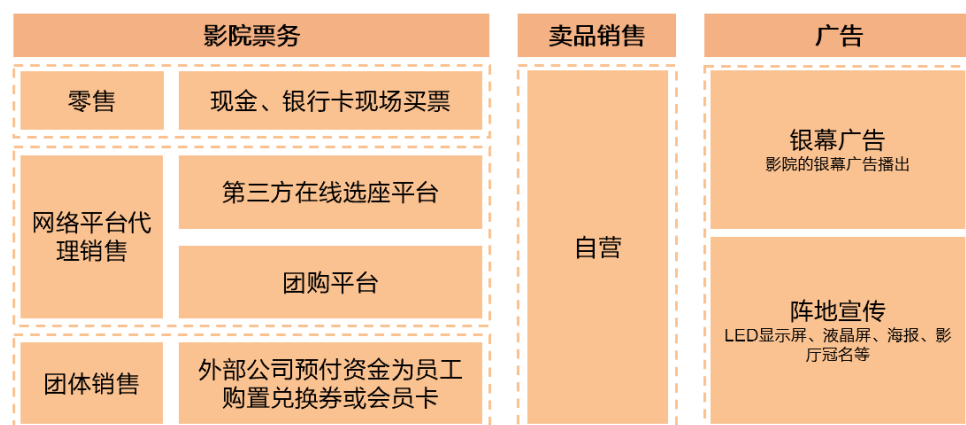 影院票务
零售
现金、银行卡现场买票
网络平台代
理销售
第三方在线选座平台
团购平台
团体销售
外部公司预付资金为员工
购置兑换券或会员卡
卖品销售
自营
广告
银幕广告
影院的银幕广告播出
阵地宣传
LED显示屏、液晶屏、海报、影
厅冠名等